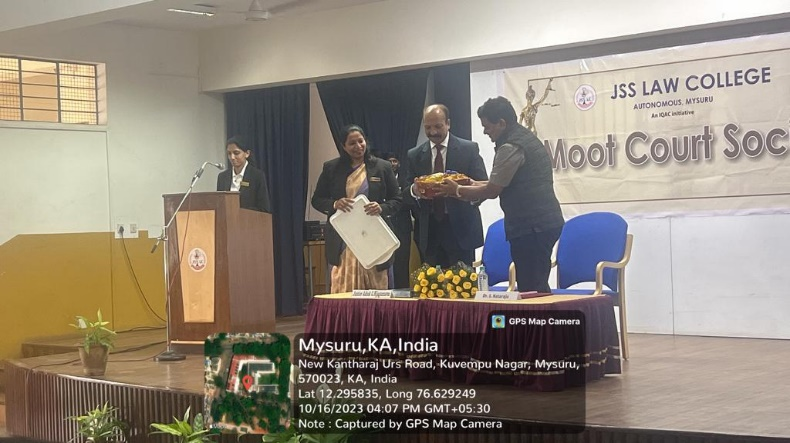 JSS LAW COLLEGE
AUTONOMOUS, MYSURU
An IQAC initiative
Moot Court Soc
GPS Map Camera
Mysuru,KA,India
New Kantharaj Urs Road, Kuvempu Nagar, Mysuru,
570023, KA, India
Lat 12.295835, Long 76.629249
10/16/2023 04:07 PM GMT+05:30
Note : Captured by GPS Map Camera